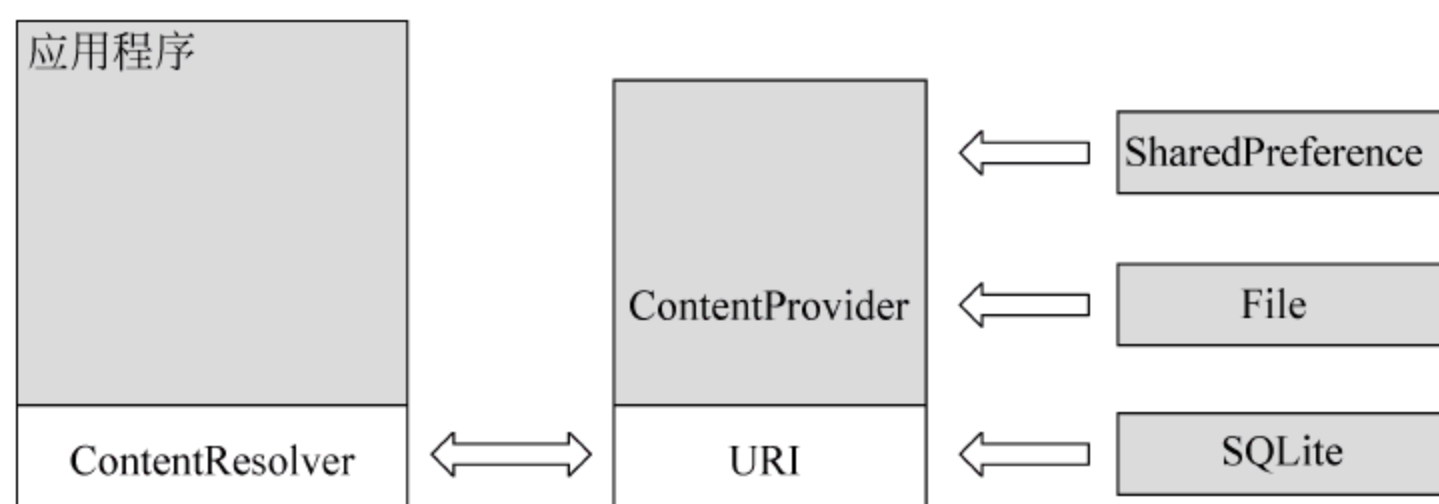 应用程序
SharedPreference
ContentProvider
File
ContentResolver
URI
SQLite